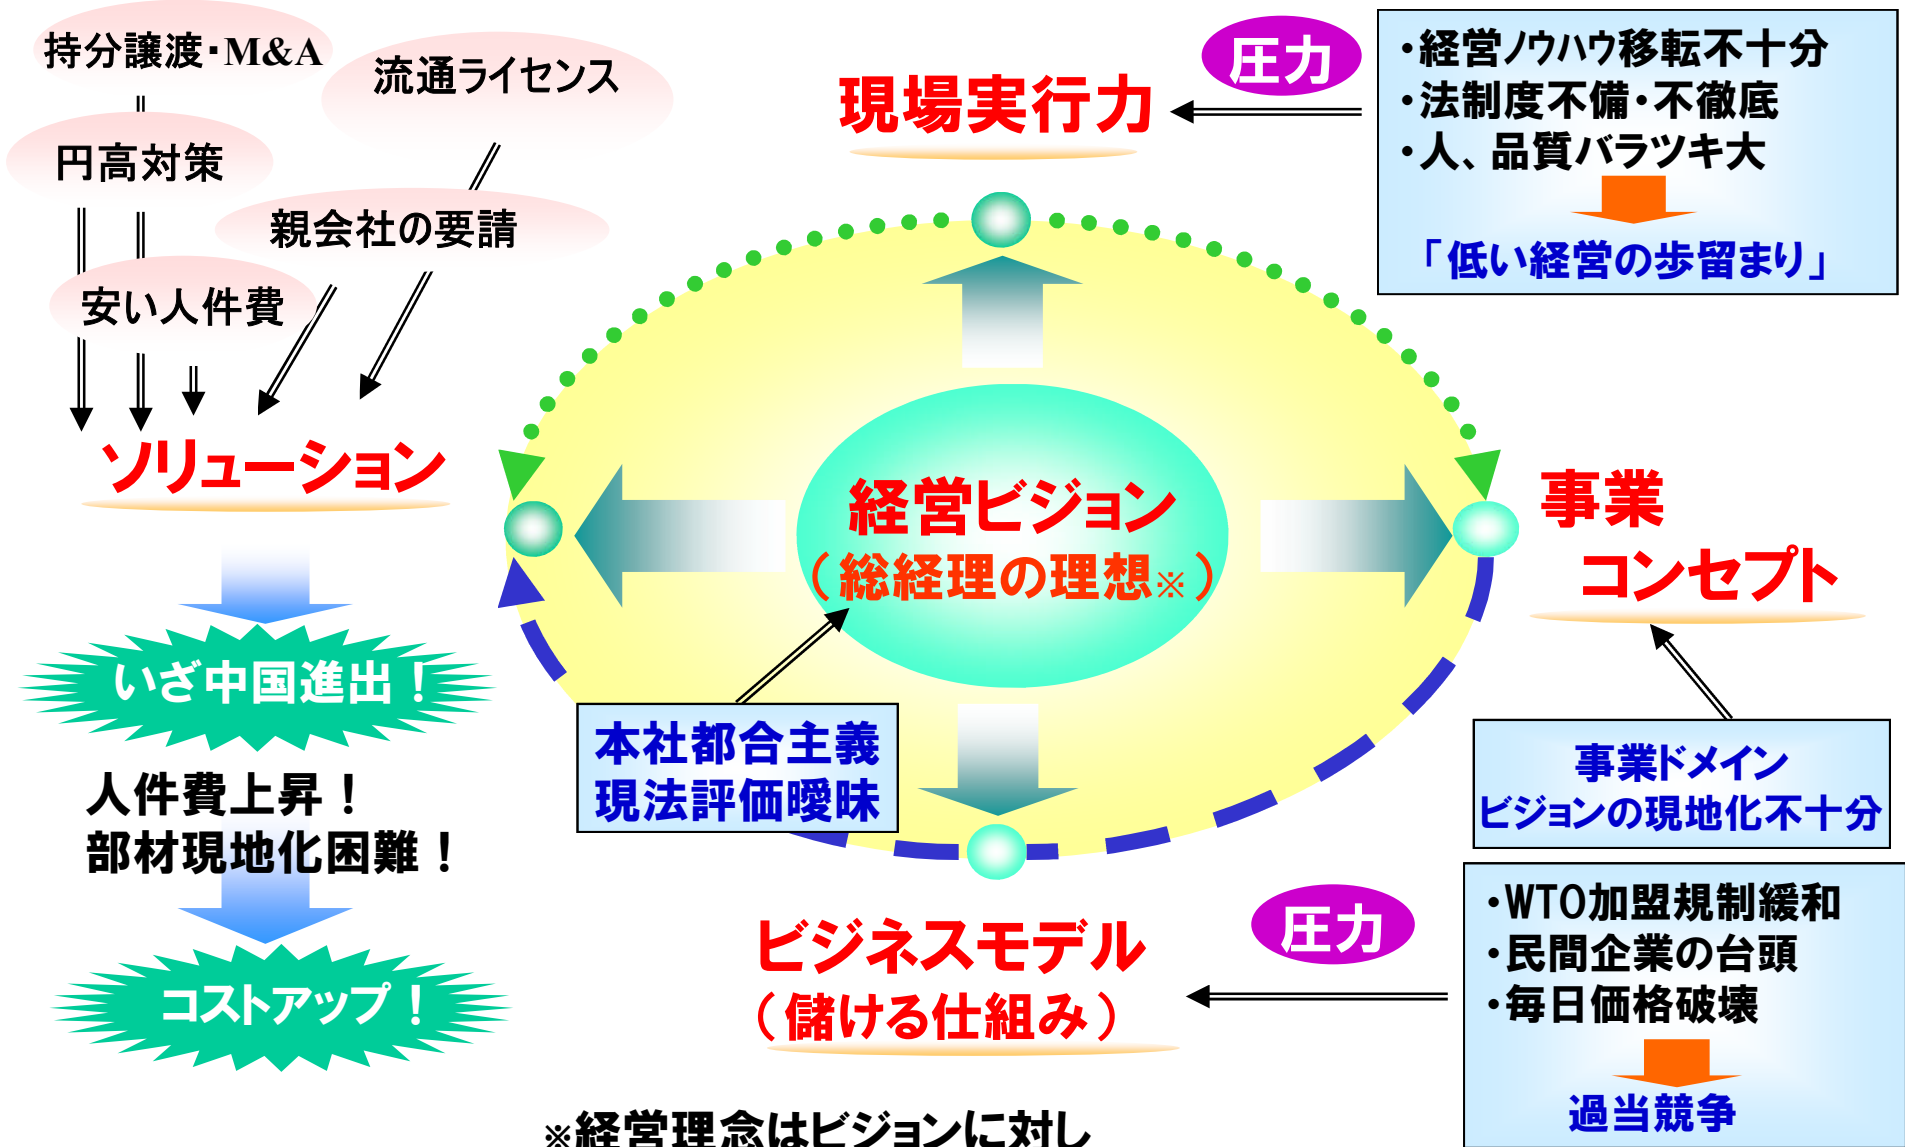 持分譲渡・M&A
流通ライセンス
円高対策
親会社の要請
安い人件費
ソリューション
いざ中国進出！
人件費上昇！
部材現地化困難！
コストアップ！
現場実行力
圧力
・経営ノウハウ移転不十分
・法制度不備・不徹底
・人、品質バラツキ大
「低い経営の歩留まり」
経営ビジョン
（総経理の理想※）
本社都合主義
現法評価曖昧
事業
コンセプト
事業ドメイン
ビジョンの現地化不十分
ビジネスモデル
（儲ける仕組み）
圧力
・WTO加盟規制緩和
・民間企業の台頭
・毎日価格破壊
過当競争
※経営理念はビジョンに対し